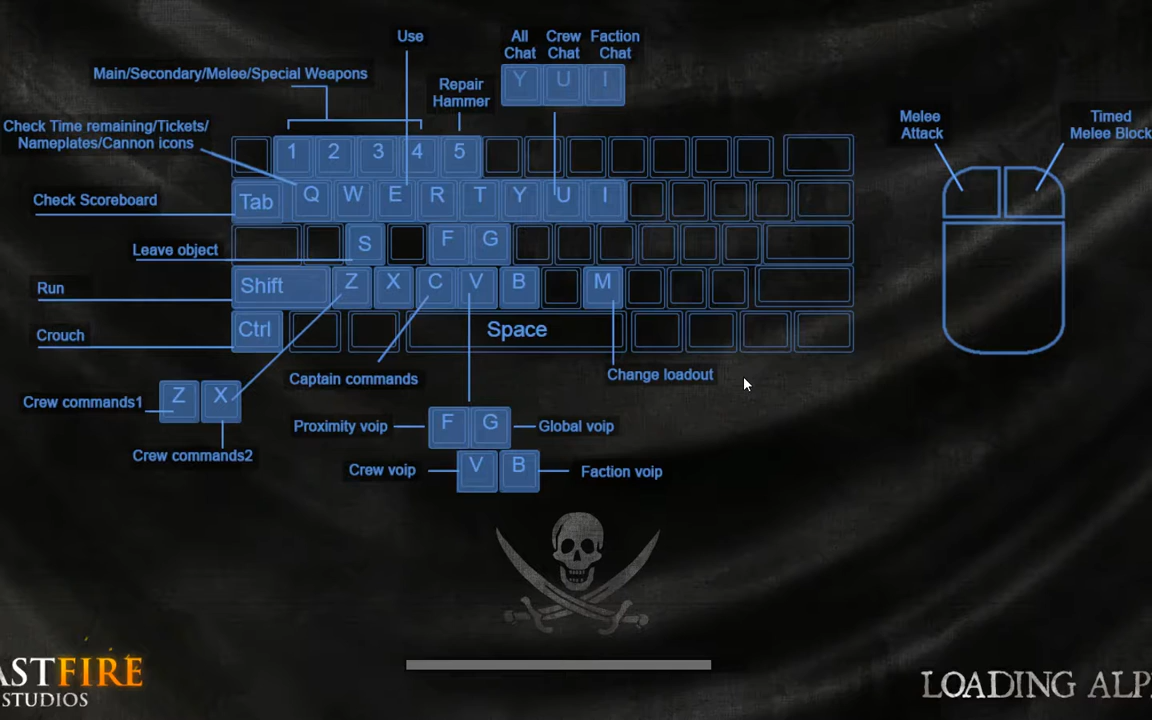 Use
All
Chat
Crew
Chat
Faction
Chat
Y U I
Main/Secondary/Melee/Special Weapons
Repair
Hammer
Melee
Attack
Timed
Melee Block
Check Time remaining/Tickets/
Nameplates/Cannon icons
1 2 3 4 5
Check Scoreboard
Tab Q W E R T Y U I
Leave object
S F G
Run
Shift Z X C V B M
Crouch
Ctrl Space
Captain commands
Change loadout
Crew commands1
Z X
Crew commands2
Proximity voip
F G
Global voip
Crew voip
V B
Faction voip
ASTFIRE
STUDIOS
LOADING ALP